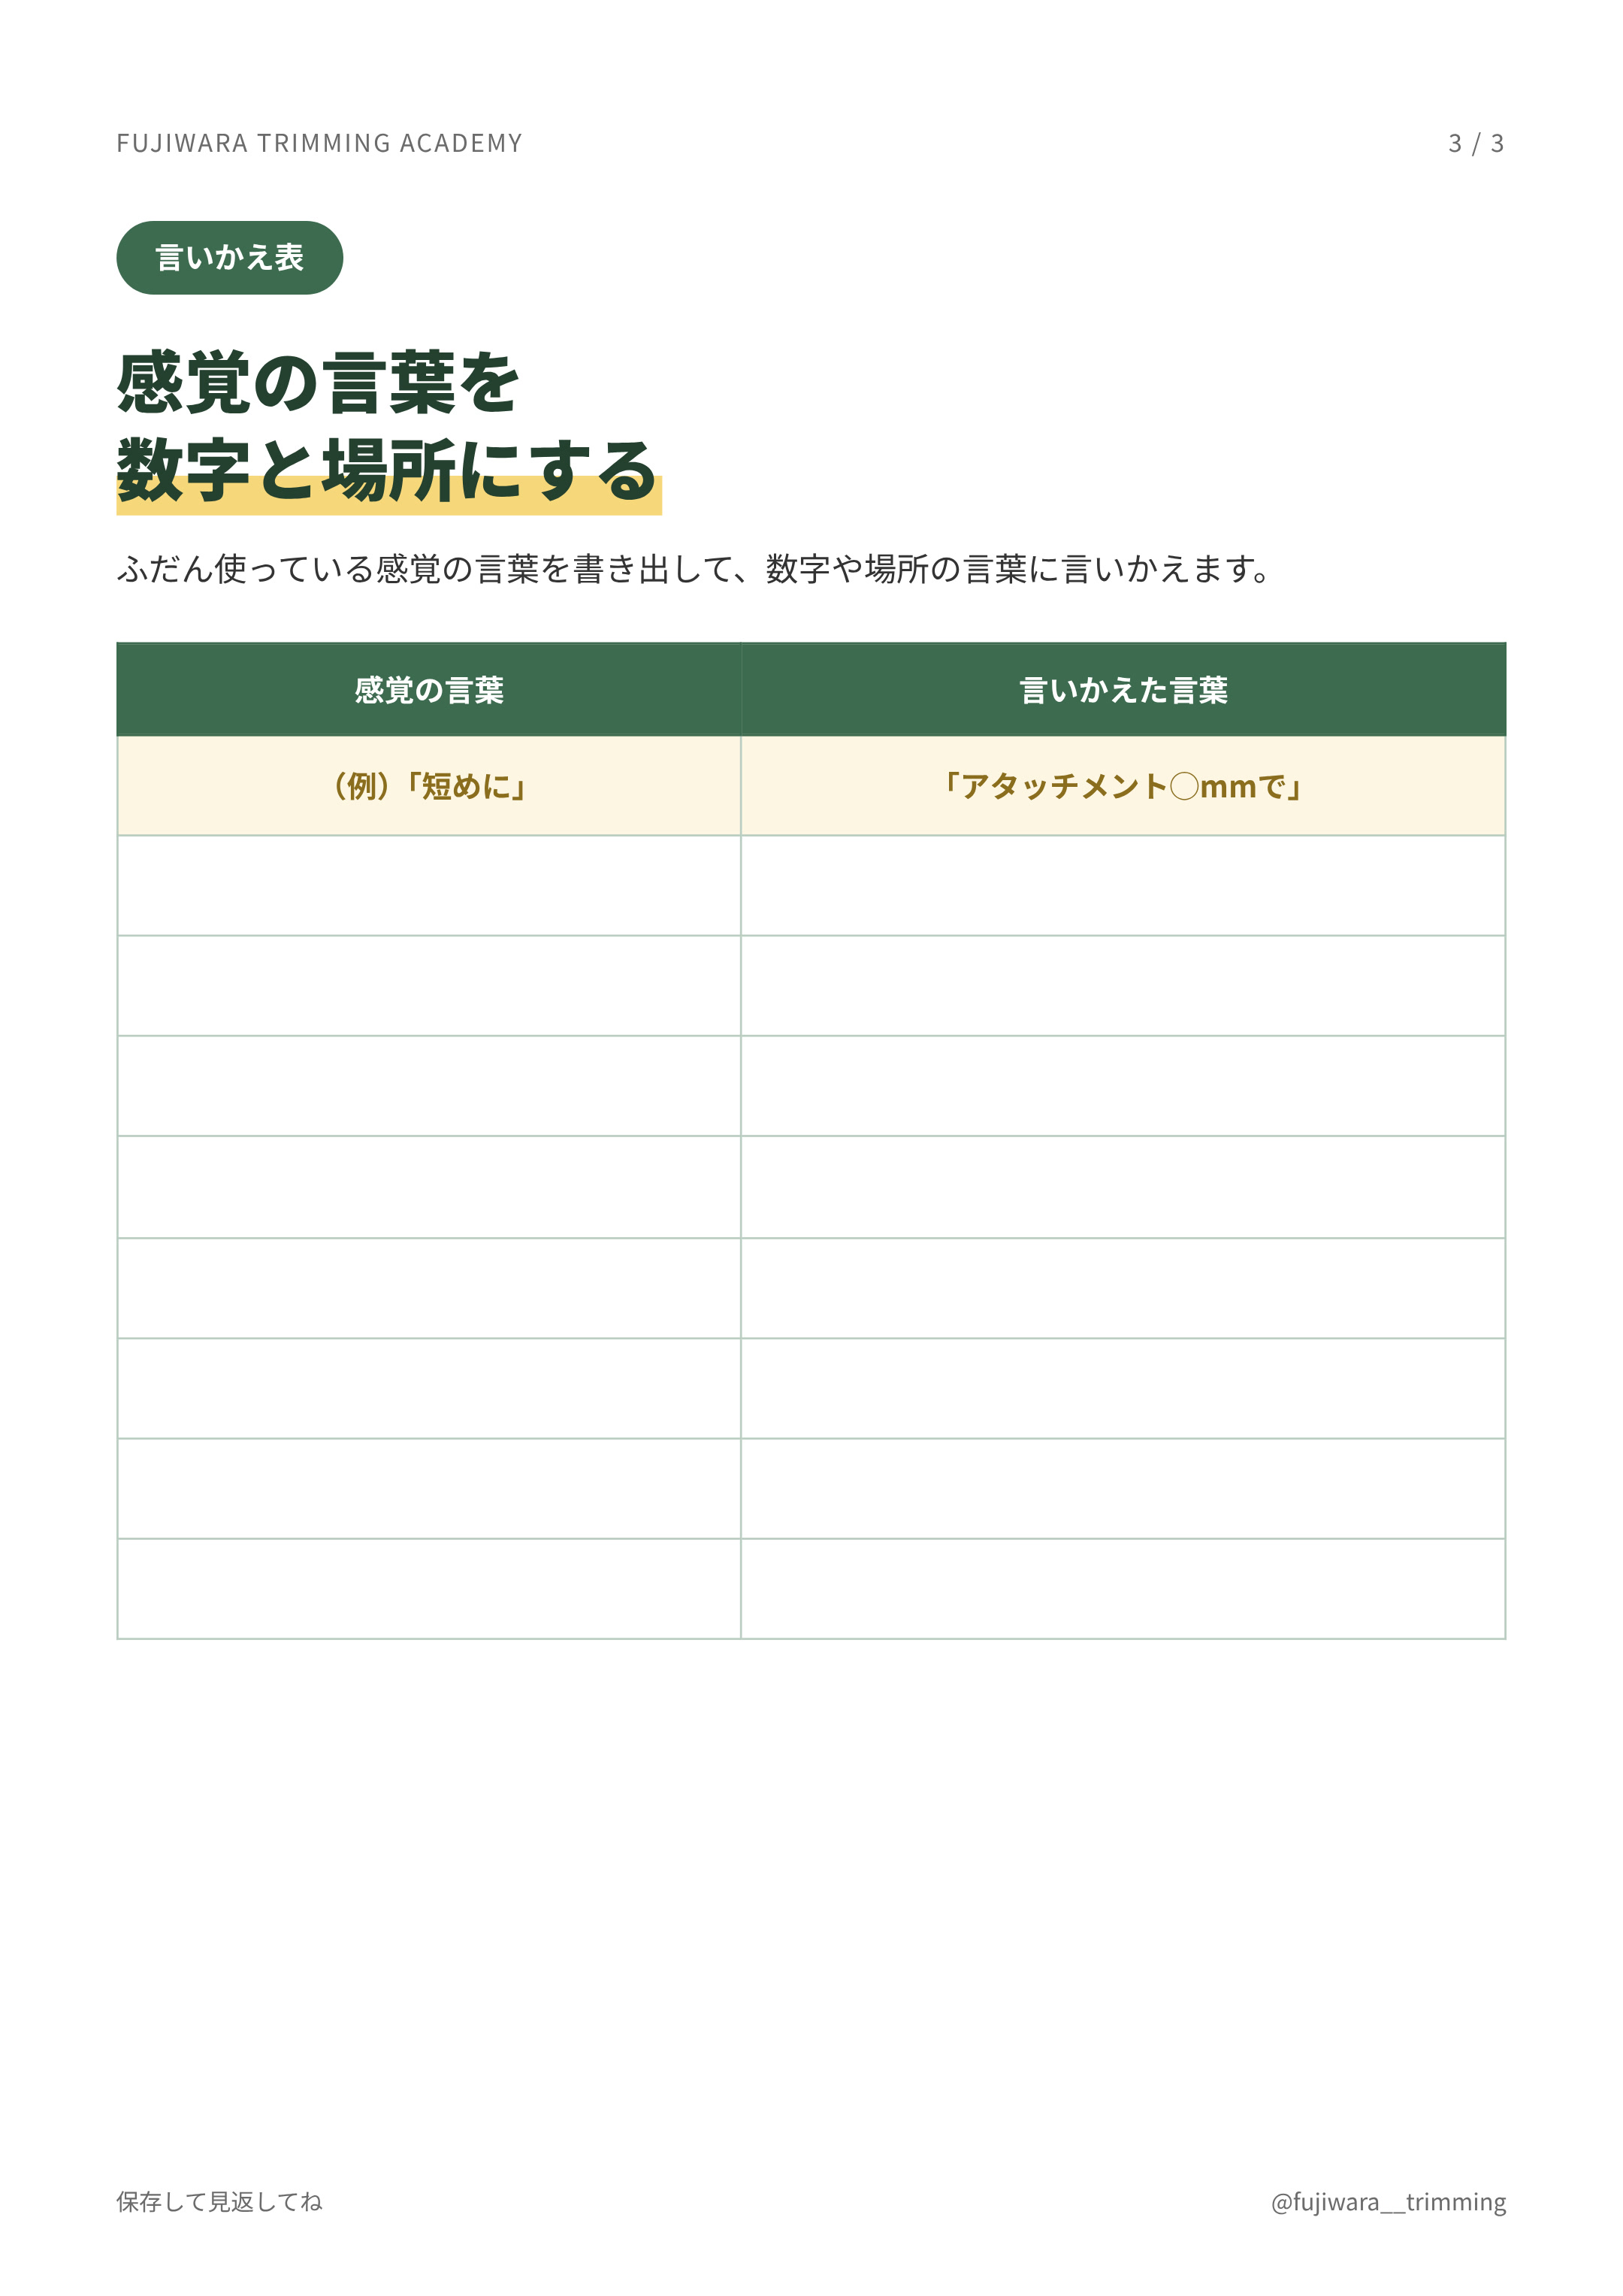 FUJIWARA TRIMMING ACADEMY
3 / 3
言いかえ表
感覚の言葉を
数字と場所にする
ふだん使っている感覚の言葉を書き出して、数字や場所の言葉に言いかえます。
感覚の言葉
言いかえた言葉
（例）「短めに」
「アタッチメント◯mmで」
保存して見返してね
@fujiwara__trimming